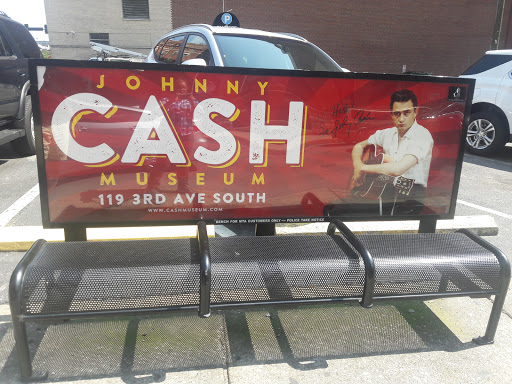 JOHNNY
CASH
MUSEUM
119 3RD AVE SOUTH
WWW.CASHMUSEUM.COM
BENCH FOR MTA CUSTOMERS ONLY — POLICE TAKE NOTICE
P